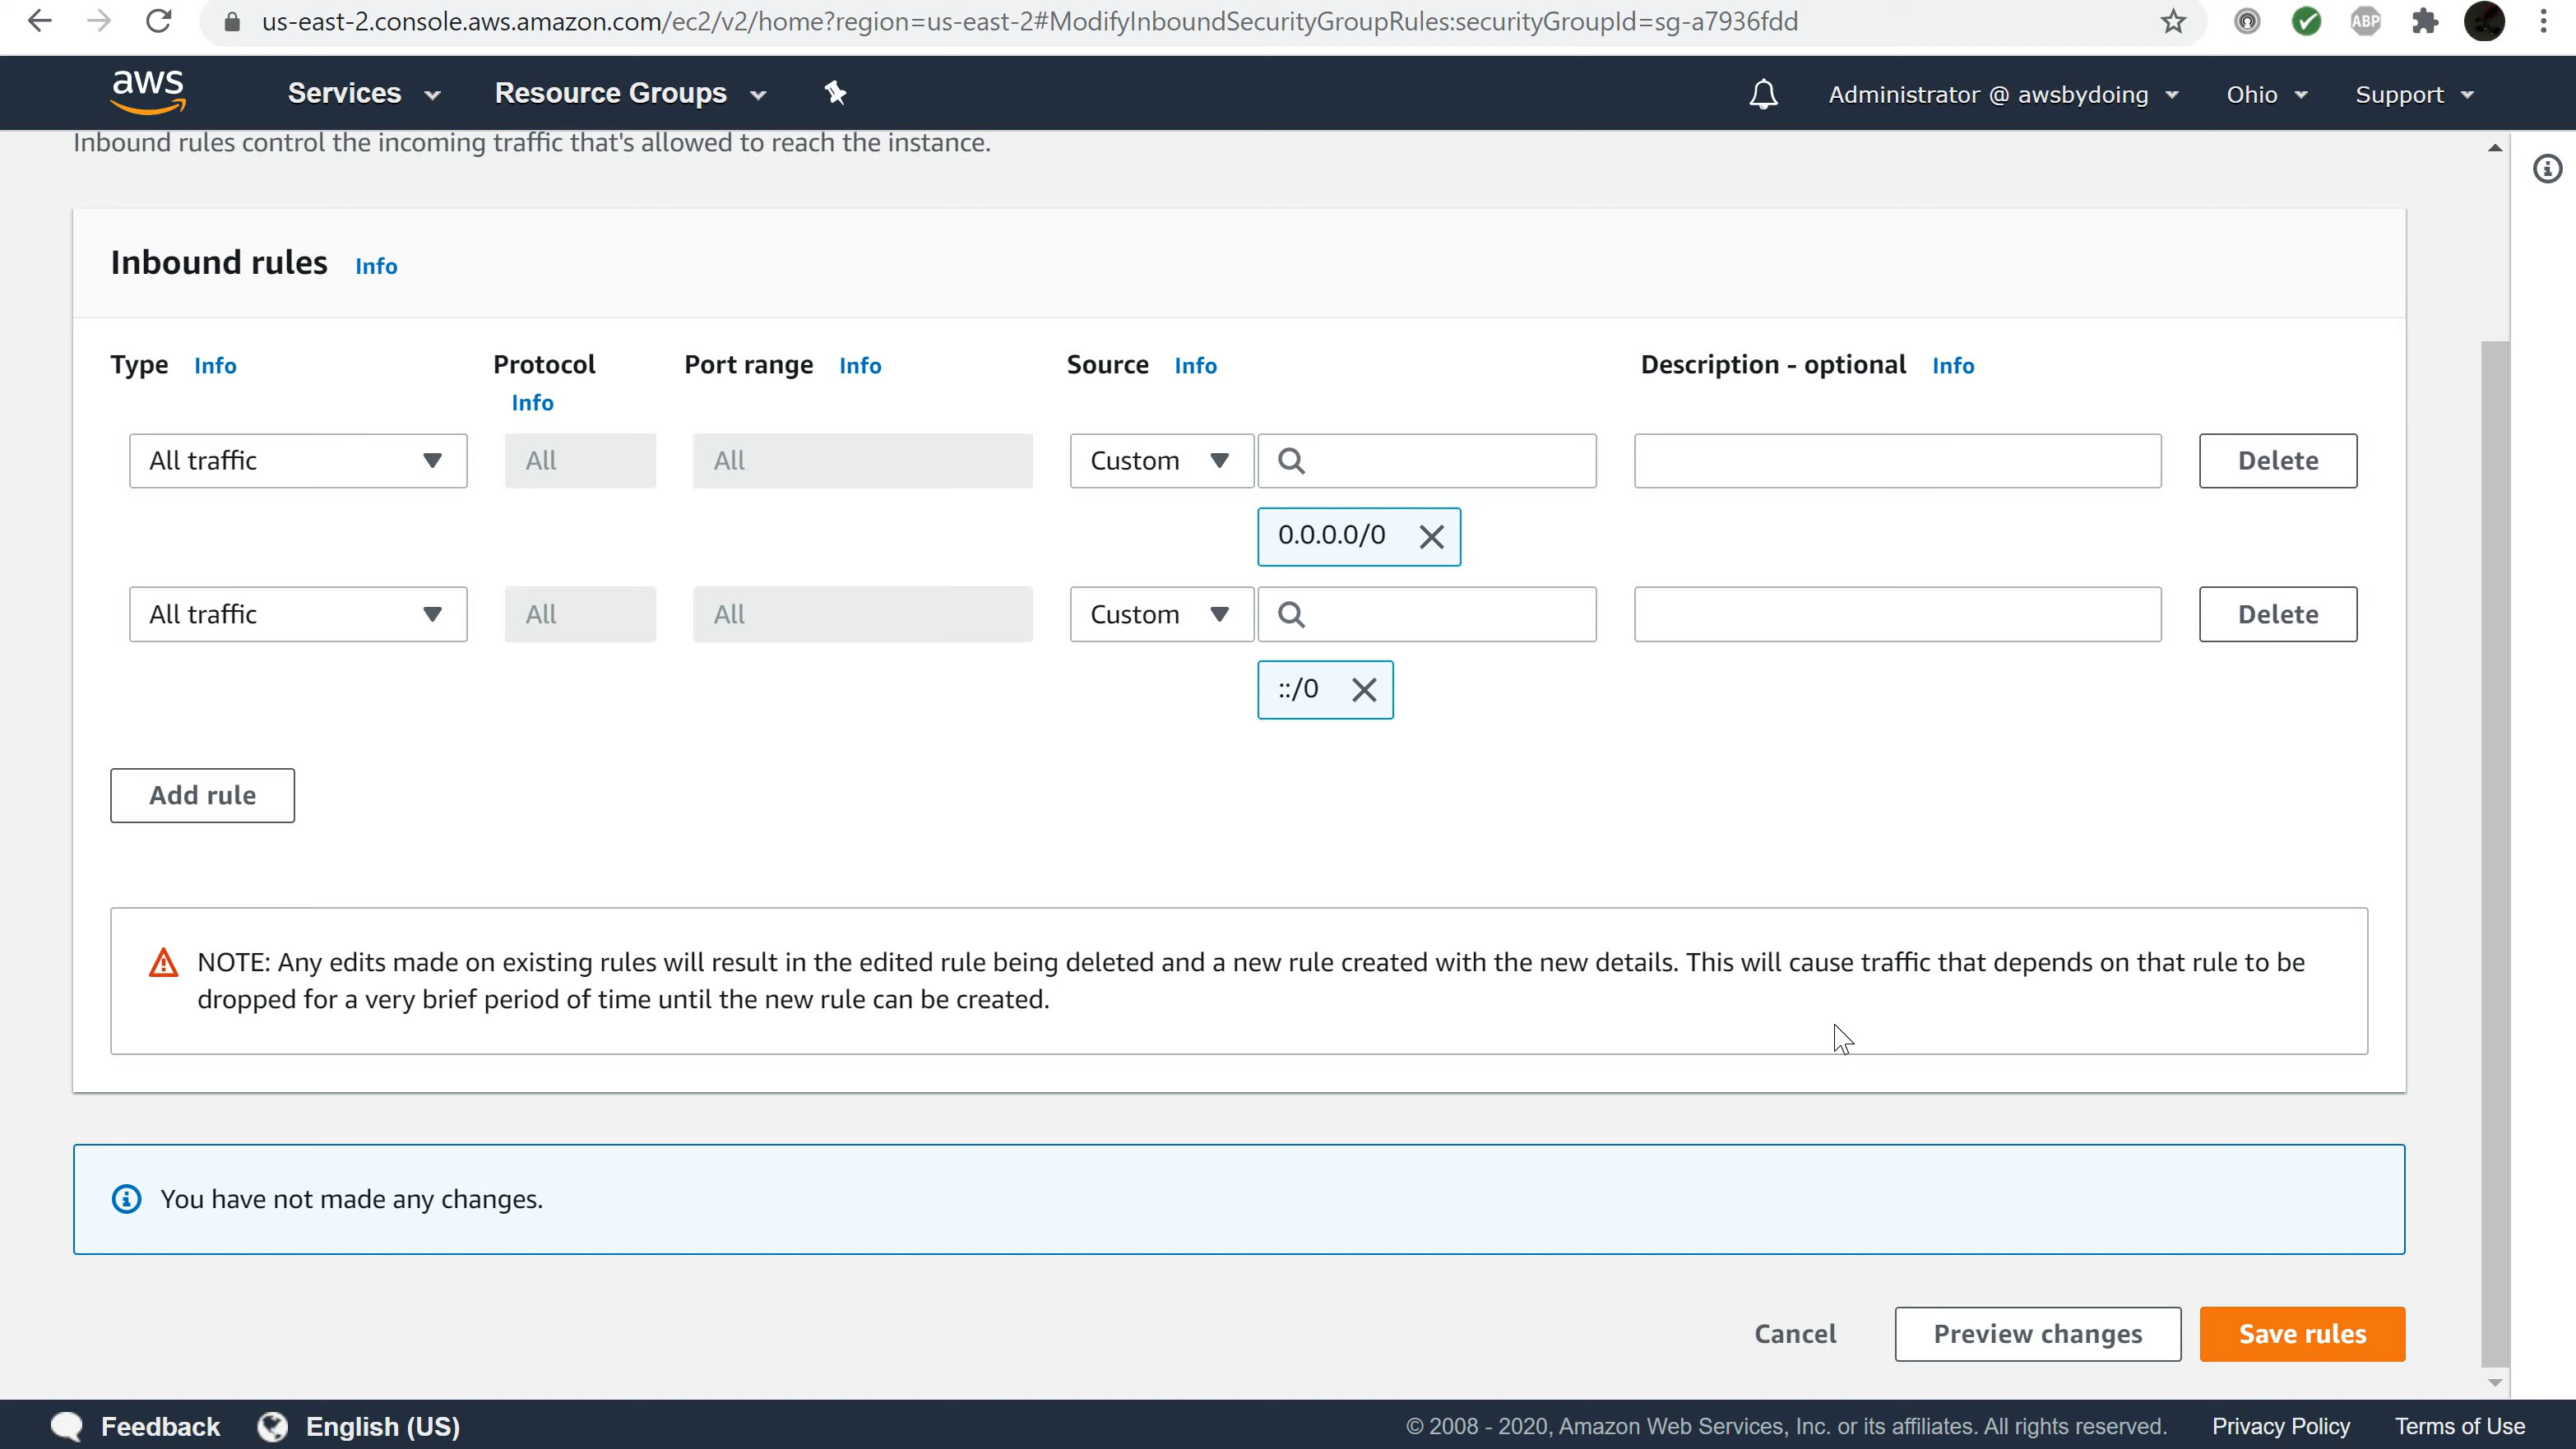 us-east-2.console.aws.amazon.com/ec2/v2/home?region=us-east-2#ModifyInboundSecurityGroupRules:securityGroupId=sg-a7936fdd
ABP
aws
Services
Resource Groups
Administrator @ awsbydoing
Ohio
Support
Inbound rules control the incoming traffic that's allowed to reach the instance.
Inbound rules Info
Type Info
Protocol Info
Port range Info
Source Info
Description - optional Info
All traffic
All
All
Custom
Delete
0.0.0.0/0
All traffic
All
All
Custom
Delete
::/0
Add rule
NOTE: Any edits made on existing rules will result in the edited rule being deleted and a new rule created with the new details. This will cause traffic that depends on that rule to be
dropped for a very brief period of time until the new rule can be created.
You have not made any changes.
Cancel
Preview changes
Save rules
Feedback
English (US)
© 2008 - 2020, Amazon Web Services, Inc. or its affiliates. All rights reserved.
Privacy Policy
Terms of Use